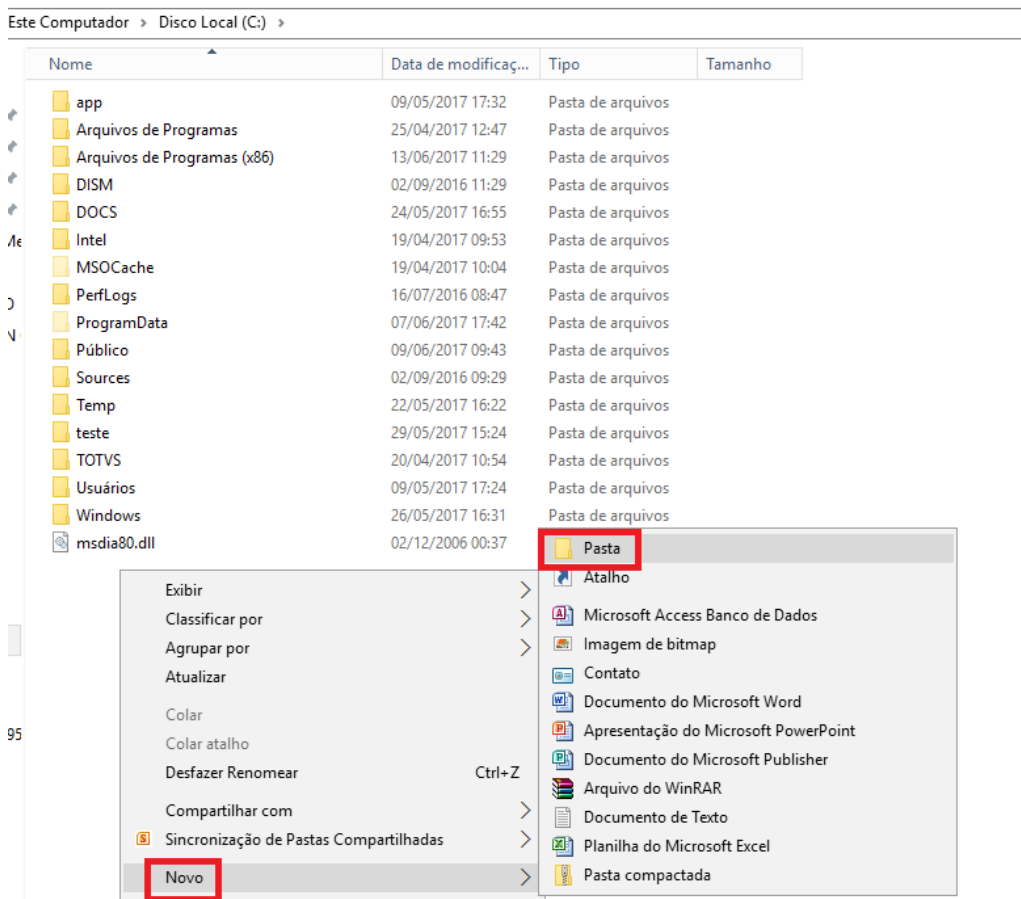 Este Computador > Disco Local (C:) >
Nome Data de modificaç... Tipo Tamanho
app 09/05/2017 17:32 Pasta de arquivos
Arquivos de Programas 25/04/2017 12:47 Pasta de arquivos
Arquivos de Programas (x86) 13/06/2017 11:29 Pasta de arquivos
DISM 02/09/2016 11:29 Pasta de arquivos
DOCS 24/05/2017 16:55 Pasta de arquivos
Intel 19/04/2017 09:53 Pasta de arquivos
MSOCache 19/04/2017 10:04 Pasta de arquivos
PerfLogs 16/07/2016 08:47 Pasta de arquivos
ProgramData 07/06/2017 17:42 Pasta de arquivos
Público 09/06/2017 09:43 Pasta de arquivos
Sources 02/09/2016 09:29 Pasta de arquivos
Temp 22/05/2017 16:22 Pasta de arquivos
teste 29/05/2017 15:24 Pasta de arquivos
TOTVS 20/04/2017 10:54 Pasta de arquivos
Usuários 09/05/2017 17:24 Pasta de arquivos
Windows 26/05/2017 16:31 Pasta de arquivos
msdia80.dll 02/12/2006 00:37
Exibir
Classificar por
Agrupar por
Atualizar
Colar
Colar atalho
Desfazer Renomear Ctrl+Z
Compartilhar com
Sincronização de Pastas Compartilhadas
Novo
Pasta
Atalho
Microsoft Access Banco de Dados
Imagem de bitmap
Contato
Documento do Microsoft Word
Apresentação do Microsoft PowerPoint
Documento do Microsoft Publisher
Arquivo do WinRAR
Documento de Texto
Planilha do Microsoft Excel
Pasta compactada
95